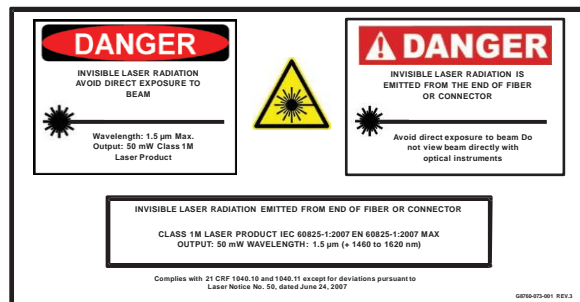 DANGER
INVISIBLE LASER RADIATION
AVOID DIRECT EXPOSURE TO
BEAM
Wavelength: 1.5 µm Max.
Output: 50 mW Class 1M
Laser Product
DANGER
INVISIBLE LASER RADIATION IS
EMITTED FROM THE END OF FIBER
OR CONNECTOR
Avoid direct exposure to beam Do
not view beam directly with
optical instruments
INVISIBLE LASER RADIATION EMITTED FROM END OF FIBER OR CONNECTOR
CLASS 1M LASER PRODUCT IEC 60825-1:2007 EN 60825-1:2007 MAX
OUTPUT: 50 mW WAVELENGTH: 1.5 µm (+ 1460 to 1620 nm)
Complies with 21 CRF 1040.10 and 1040.11 except for deviations pursuant to
Laser Notice No. 50, dated June 24, 2007
G8760-073-001 REV.3